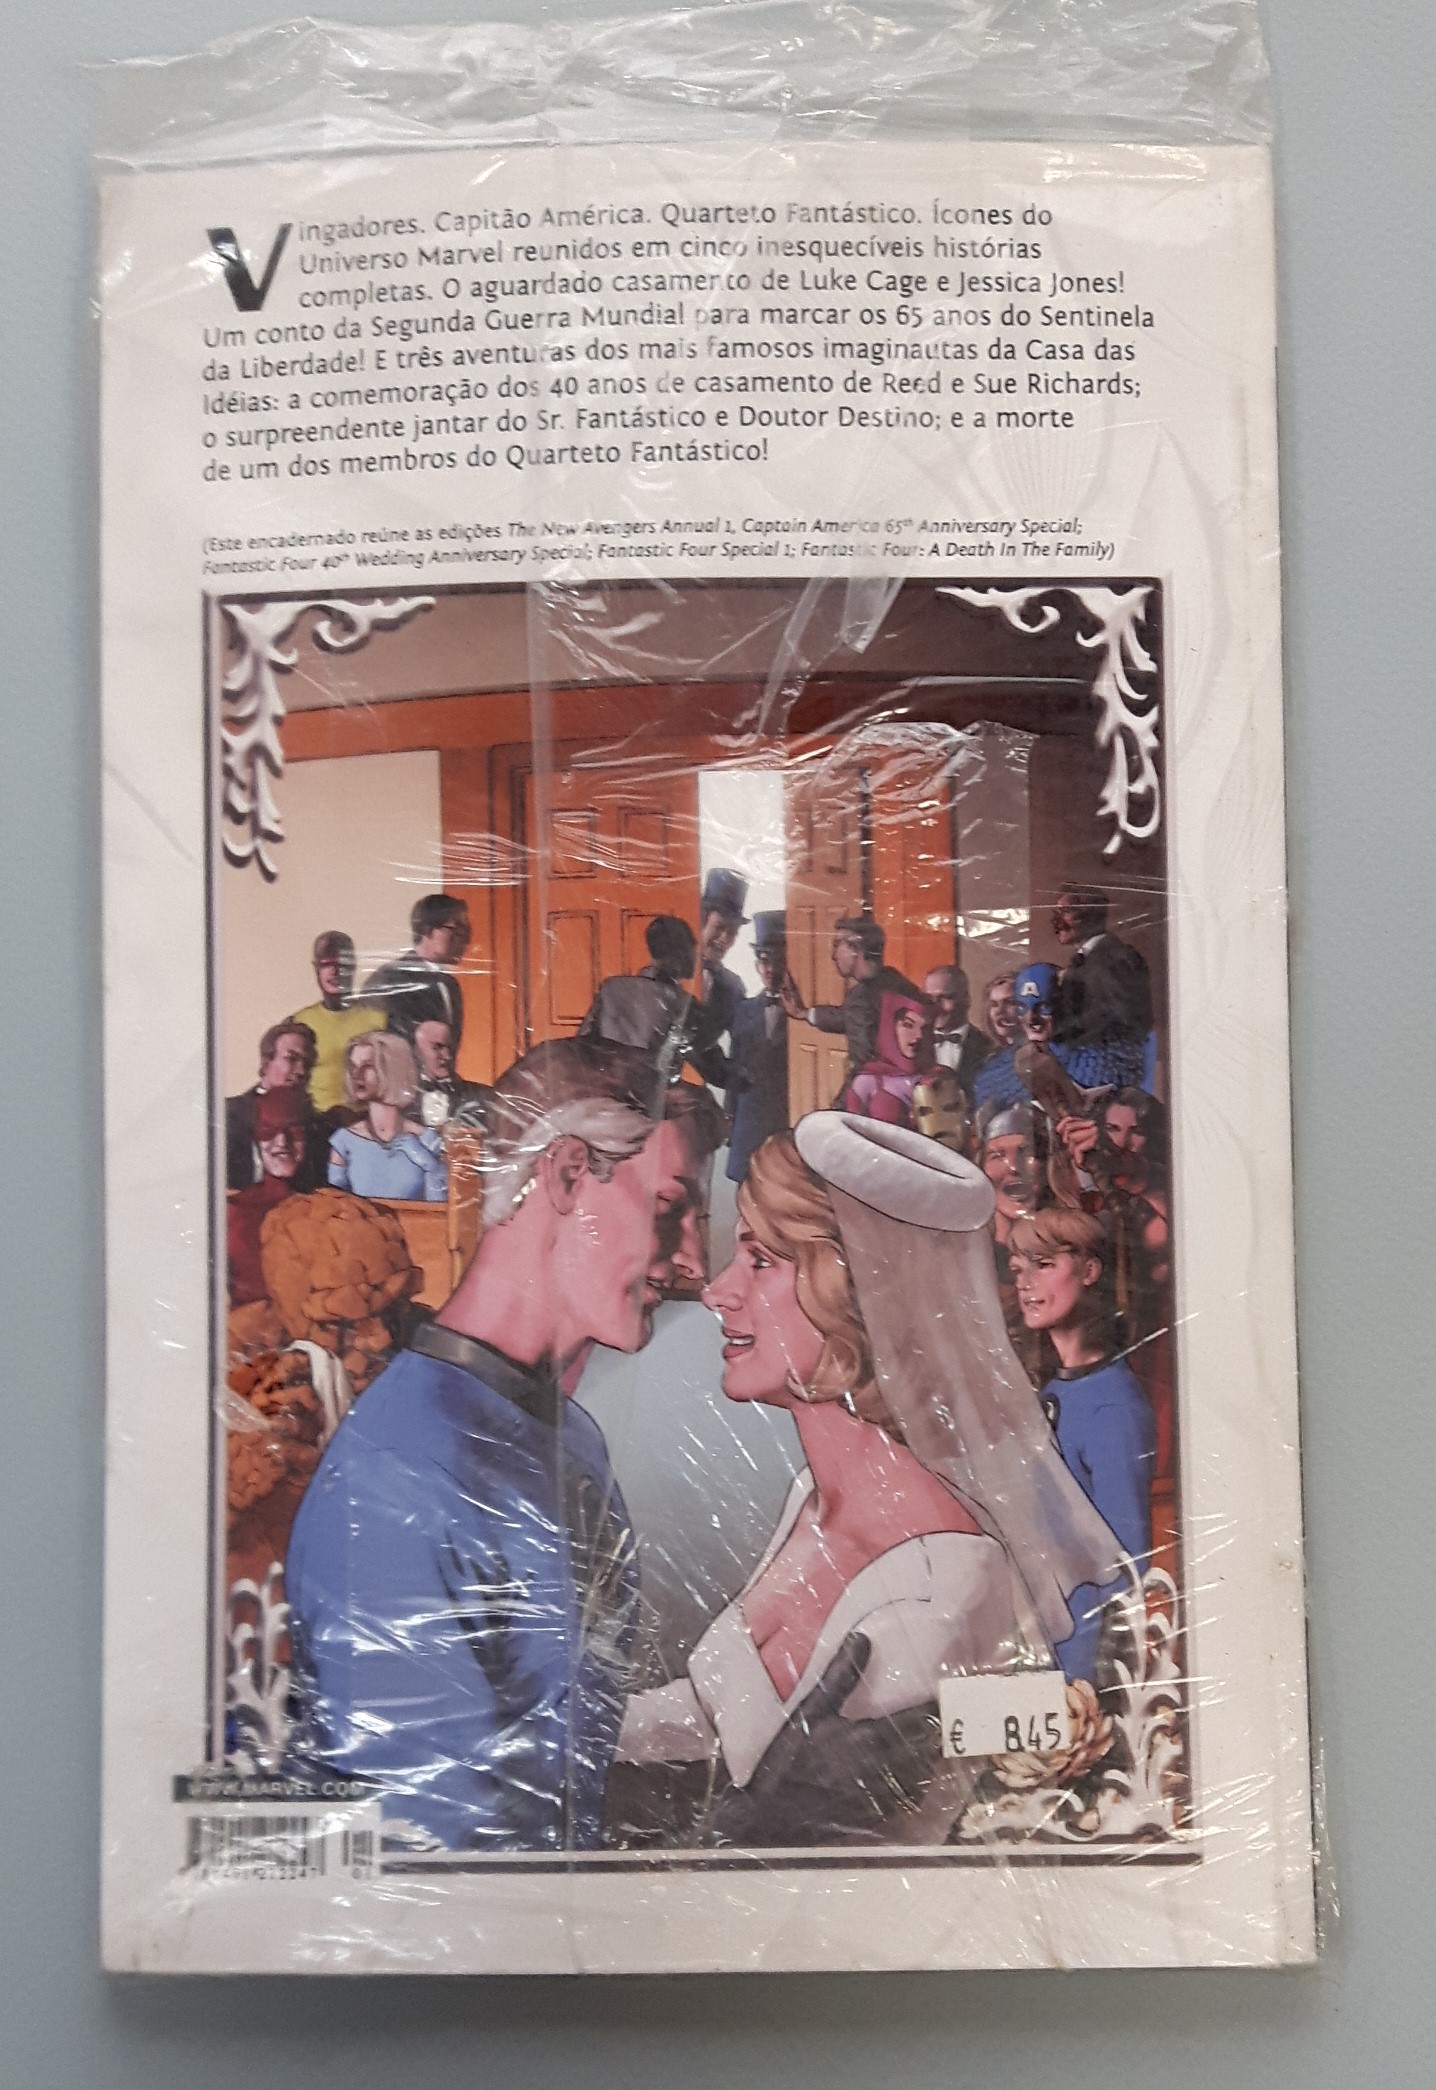 Vingadores. Capitão América. Quarteto Fantástico. Ícones do
Universo Marvel reunidos em cinco inesquecíveis histórias
completas. O aguardado casamento de Luke Cage e Jessica Jones!
Um conto da Segunda Guerra Mundial para marcar os 65 anos do Sentinela
da Liberdade! E três aventuras dos mais famosos imaginautas da Casa das
Idéias: a comemoração dos 40 anos de casamento de Reed e Sue Richards;
o surpreendente jantar do Sr. Fantástico e Doutor Destino; e a morte
de um dos membros do Quarteto Fantástico!
(Este encadernado reúne as edições The New Avengers Annual 1, Captain America 65th Anniversary Special;
Fantastic Four 40th Wedding Anniversary Special; Fantastic Four Special 1; Fantastic Four: A Death In The Family)
A
€ 8.45
WWW.MARVEL.COM